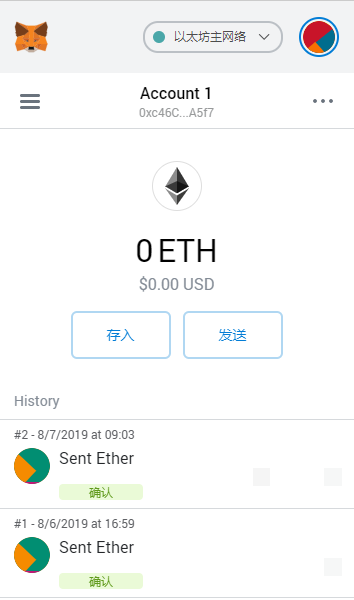 以太坊主网络
Account 1
0xc46C...A5f7
0 ETH
$0.00 USD
存入
发送
History
#2 - 8/7/2019 at 09:03
Sent Ether
确认
#1 - 8/6/2019 at 16:59
Sent Ether
确认